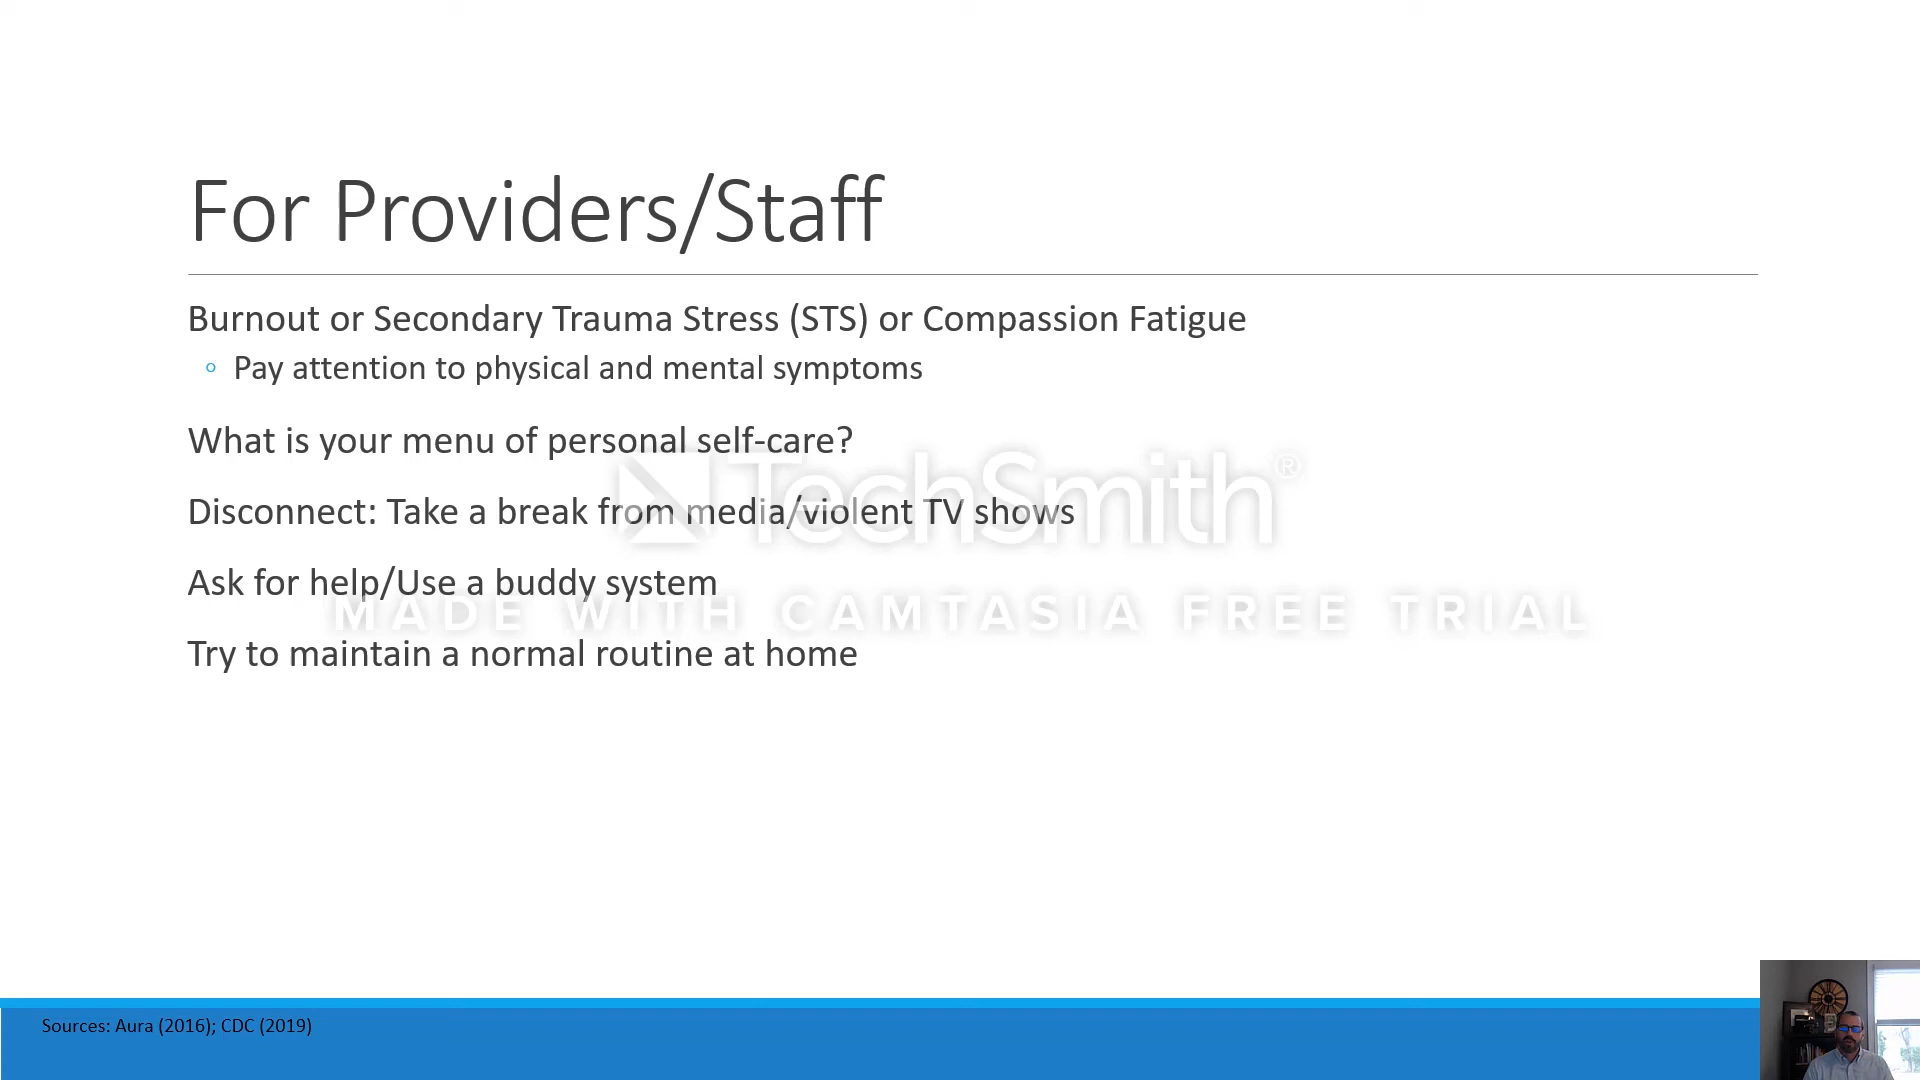 For Providers/Staff
Burnout or Secondary Trauma Stress (STS) or Compassion Fatigue
◦ Pay attention to physical and mental symptoms
What is your menu of personal self-care?
Disconnect: Take a break from media/violent TV shows
TechSmith®
Ask for help/Use a buddy system
MADE WITH CAMTASIA FREE TRIAL
Try to maintain a normal routine at home
Sources: Aura (2016); CDC (2019)